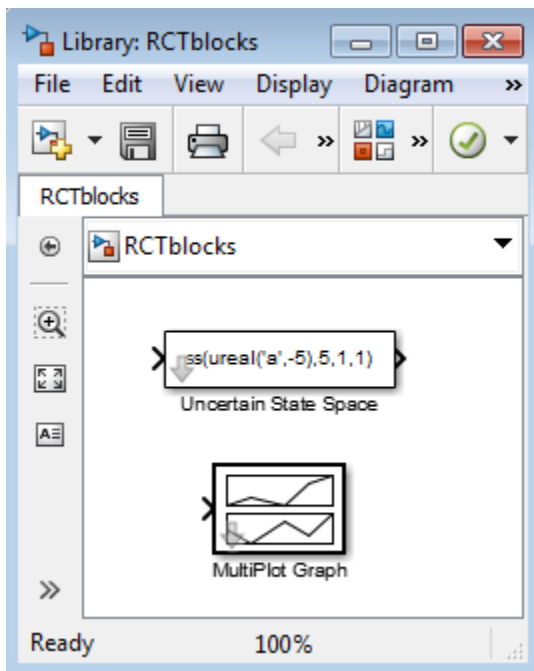 Library: RCTblocks
File Edit View Display Diagram »
» »
RCTblocks
RCTblocks
ss(ureal('a',-5),5,1,1)
Uncertain State Space
A
MultiPlot Graph
»
Ready 100%